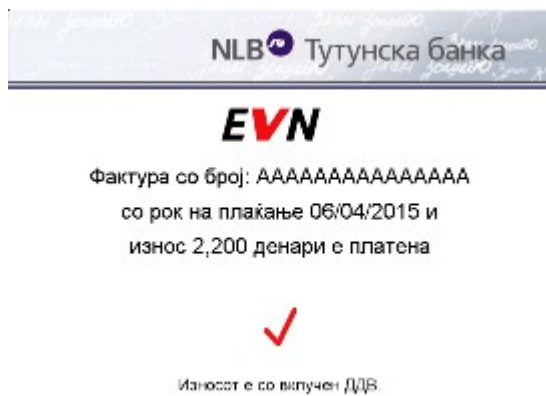 NLB Тутунска банка
EVN
Фактура со број: АААААААААААААААА
со рок на плаќање 06/04/2015 и
износ 2,200 денари е платена
Износот е со вклучен ДДВ.